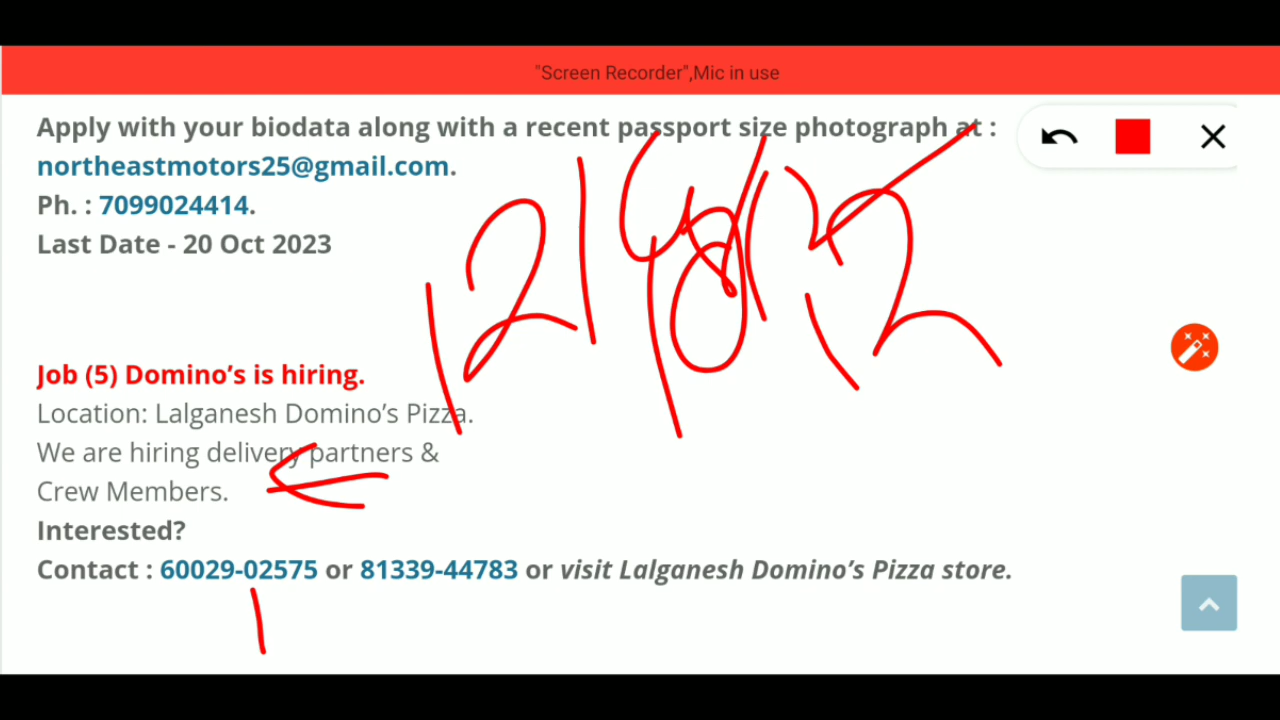 "Screen Recorder",Mic in use
Apply with your biodata along with a recent passport size photograph at :
northeastmotors25@gmail.com.
Ph. : 7099024414.
Last Date - 20 Oct 2023
Job (5) Domino’s is hiring.
Location: Lalganesh Domino’s Pizza.
We are hiring delivery partners &
Crew Members.
Interested?
Contact : 60029-02575 or 81339-44783 or visit Lalganesh Domino’s Pizza store.